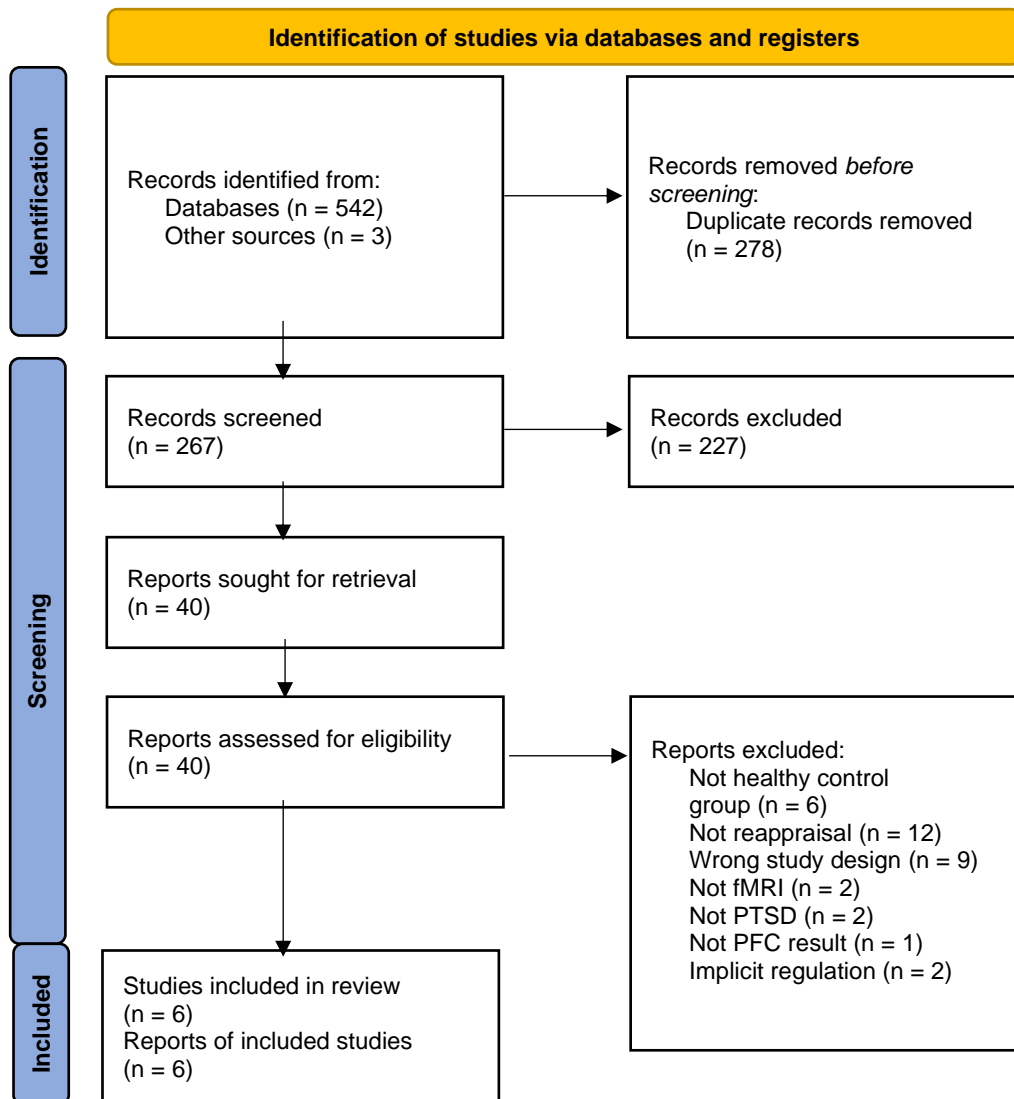 Identification of studies via databases and registers
Identification
Records identified from:
Databases (n = 542)
Other sources (n = 3)
Records removed before
screening:
Duplicate records removed
(n = 278)
Screening
Records screened
(n = 267)
Records excluded
(n = 227)
Reports sought for retrieval
(n = 40)
Reports assessed for eligibility
(n = 40)
Reports excluded:
Not healthy control
group (n = 6)
Not reappraisal (n = 12)
Wrong study design (n = 9)
Not fMRI (n = 2)
Not PTSD (n = 2)
Not PFC result (n = 1)
Implicit regulation (n = 2)
Included
Studies included in review
(n = 6)
Reports of included studies
(n = 6)